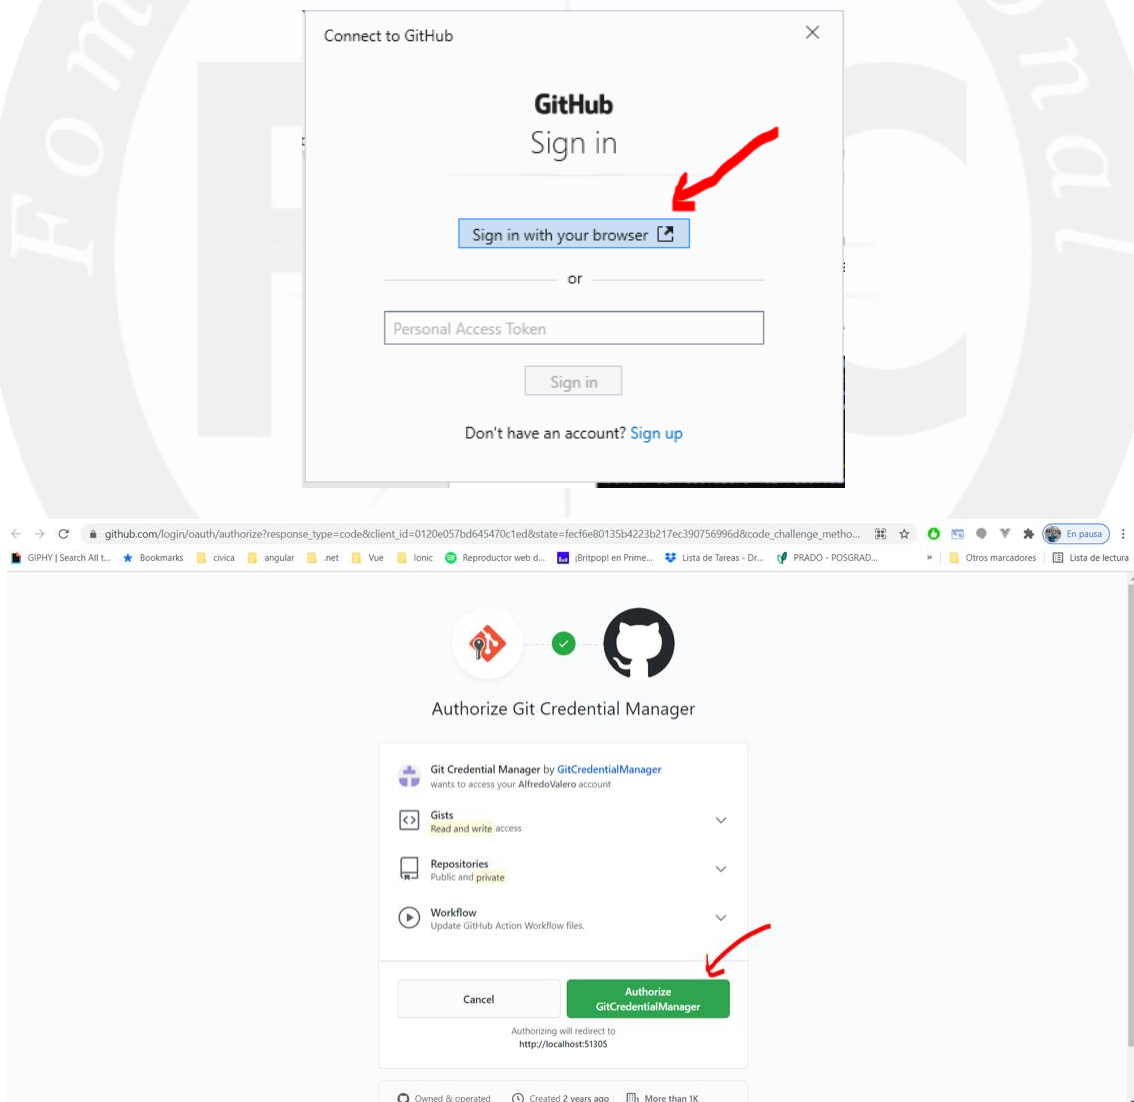 Connect to GitHub
GitHub
Sign in
Sign in with your browser
or
Personal Access Token
Sign in
Don't have an account? Sign up
github.com/login/oauth/authorize?response_type=code&client_id=0120e057bd645470c1ed&state=fecf6e80135b4223b217ec390756996d&code_challenge_metho...
En pausa
GIPHY | Search All t...
Bookmarks
civica
angular
.net
Vue
Ionic
Reproductor web d...
¡Britpop! en Prime...
Lista de Tareas - Dr...
PRADO - POSGRAD...
»
Otros marcadores
Lista de lectura
Authorize Git Credential Manager
Git Credential Manager by GitCredentialManager
wants to access your AlfredoValero account
Gists
Read and write access
Repositories
Public and private
Workflow
Update GitHub Action Workflow files.
Cancel
Authorize
GitCredentialManager
Authorizing will redirect to
http://localhost:51305
Owned & operated
Created 2 years ago
More than 1K